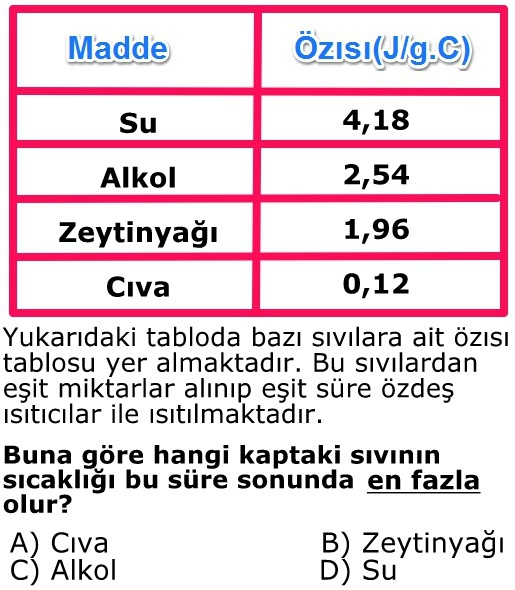 Madde Özısı(J/g.C)
Su 4,18
Alkol 2,54
Zeytinyağı 1,96
Cıva 0,12
Yukarıdaki tabloda bazı sıvılara ait özısı
tablosu yer almaktadır. Bu sıvılardan
eşit miktarlar alınıp eşit süre özdeş
ısıtıcılar ile ısıtılmaktadır.
Buna göre hangi kaptaki sıvının
sıcaklığı bu süre sonunda en fazla
olur?
A) Cıva B) Zeytinyağı
C) Alkol D) Su